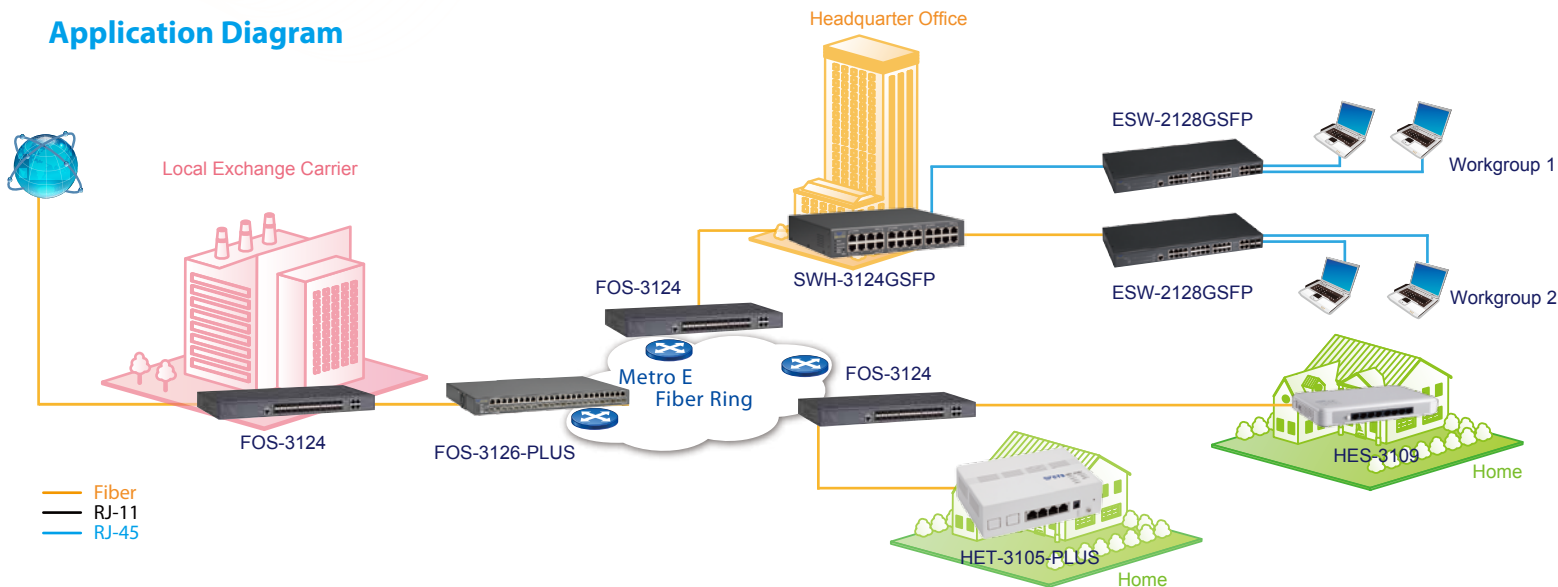 Application Diagram
Headquarter Office
Local Exchange Carrier
ESW-2128GSFP
Workgroup 1
SWH-3124GSFP
ESW-2128GSFP
Workgroup 2
FOS-3124
Metro E
Fiber Ring
FOS-3124
FOS-3124
FOS-3126-PLUS
HES-3109
Home
HET-3105-PLUS
Home
Fiber
RJ-11
RJ-45